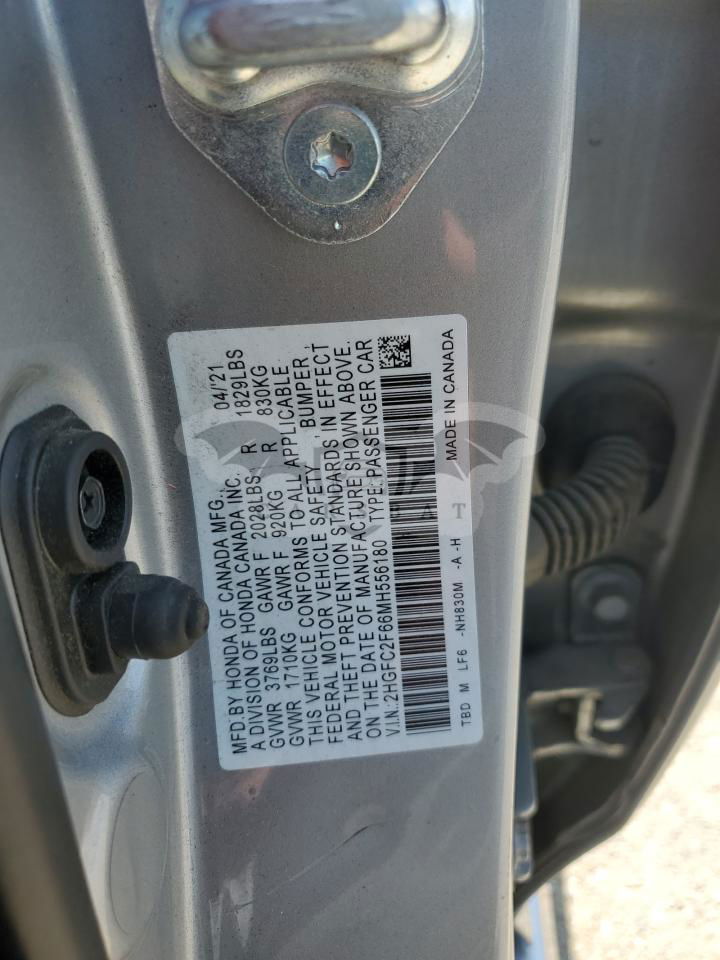 MFD.BY HONDA OF CANADA MFG., 04/21
A DIVISION OF HONDA CANADA INC.
GVWR 3769LBS GAWR F 2028LBS R 1829LBS
GVWR 1710KG GAWR F 920KG R 830KG
THIS VEHICLE CONFORMS TO ALL APPLICABLE
FEDERAL MOTOR VEHICLE SAFETY, BUMPER,
AND THEFT PREVENTION STANDARDS, IN EFFECT
ON THE DATE OF MANUFACTURE SHOWN ABOVE.
V.I.N.: 2HGFC2F66MH556180 TYPE: PASSENGER CAR
TBD M LF6 -NH830M -A -H MADE IN CANADA